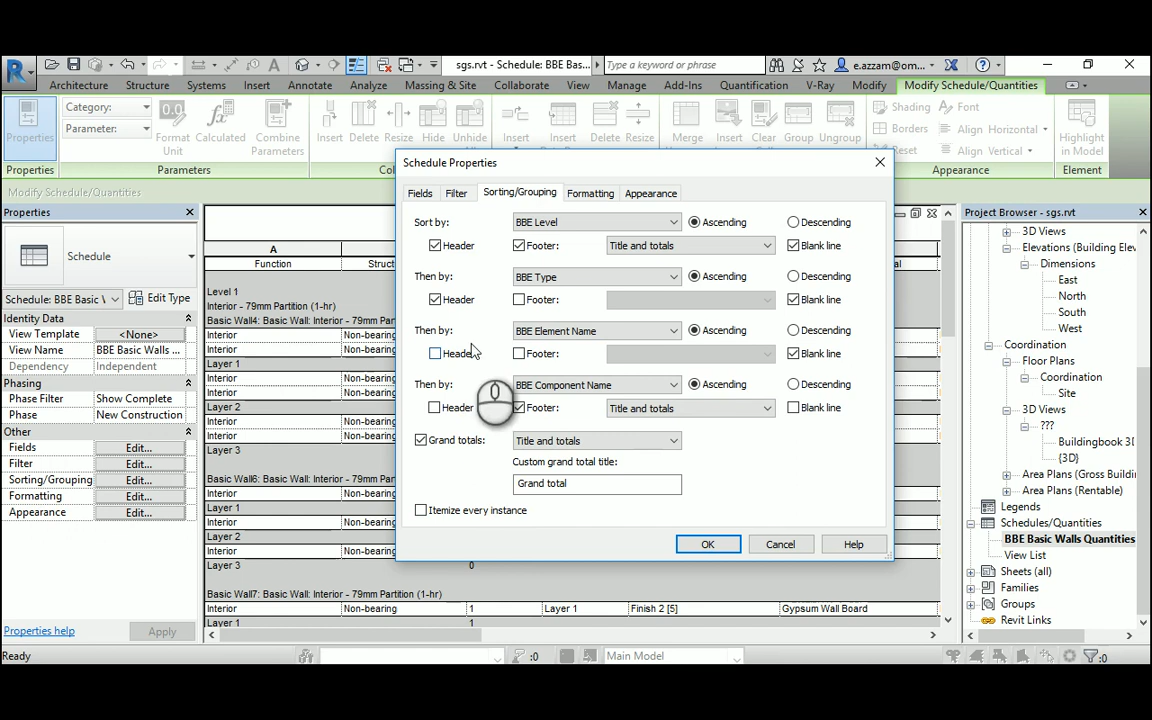 sgs.rvt - Schedule: BBE Bas...
Type a keyword or phrase
e.azzam@om...
Architecture Structure Systems Insert Annotate Analyze Massing & Site Collaborate View Manage Add-Ins Quantification V-Ray Modify Modify Schedule/Quantities
Properties
Category:
Parameter:
Format Unit
Calculated
Combine Parameters
Insert Delete Resize Hide Unhide
Insert Delete Resize
Merge Insert Clear Group Ungroup
Shading
Borders
Reset
Font
Align Horizontal
Align Vertical
Highlight in Model
Properties Parameters Appearance Element
Modify Schedule/Quantities
Properties
Schedule
Schedule: BBE Basic W
Edit Type
Identity Data
View Template <None>
View Name BBE Basic Walls ...
Dependency Independent
Phasing
Phase Filter Show Complete
Phase New Construction
Other
Fields Edit...
Filter Edit...
Sorting/Grouping Edit...
Formatting Edit...
Appearance Edit...
Properties help
Apply
A
Function
Level 1
Interior - 79mm Partition (1-hr)
Basic Wall4: Basic Wall: Interior - 79mm Part
Interior Non-bearing
Interior Non-bearing
Layer 1
Interior Non-bearing
Interior Non-bearing
Layer 2
Interior Non-bearing
Interior Non-bearing
Layer 3
Basic Wall6: Basic Wall: Interior - 79mm Par
Interior Non-bearing
Layer 1
Interior Non-bearing
Layer 2
Interior Non-bearing
Layer 3 0
Basic Wall7: Basic Wall: Interior - 79mm Partition (1-hr)
Interior Non-bearing 1 Layer 1 Finish 2 [5] Gypsum Wall Board
Layer 1 1
Schedule Properties
Fields Filter Sorting/Grouping Formatting Appearance
Sort by: BBE Level Ascending Descending
Header Footer: Title and totals Blank line
Then by: BBE Type Ascending Descending
Header Footer: Blank line
Then by: BBE Element Name Ascending Descending
Header Footer: Blank line
Then by: BBE Component Name Ascending Descending
Header Footer: Title and totals Blank line
Grand totals: Title and totals
Custom grand total title:
Grand total
Itemize every instance
OK Cancel Help
Project Browser - sgs.rvt
3D Views
Elevations (Building Elev
Dimensions
East
North
South
West
Coordination
Floor Plans
Coordination
Site
3D Views
???
Buildingbook 3D
{3D}
Area Plans (Gross Buildin
Area Plans (Rentable)
Legends
Schedules/Quantities
BBE Basic Walls Quantities
View List
Sheets (all)
Families
Groups
Revit Links
Ready
:0
Main Model
:0